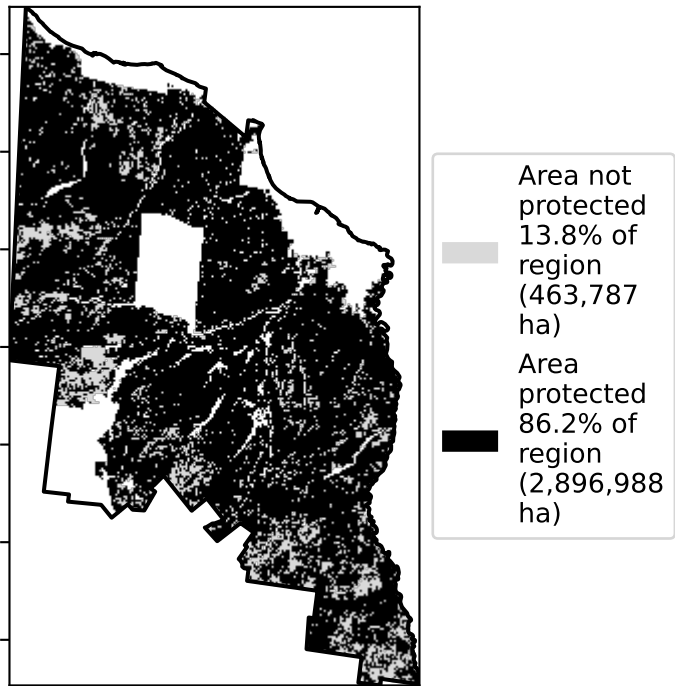 Area not
protected
13.8% of
region
(463,787
ha)
Area
protected
86.2% of
region
(2,896,988
ha)